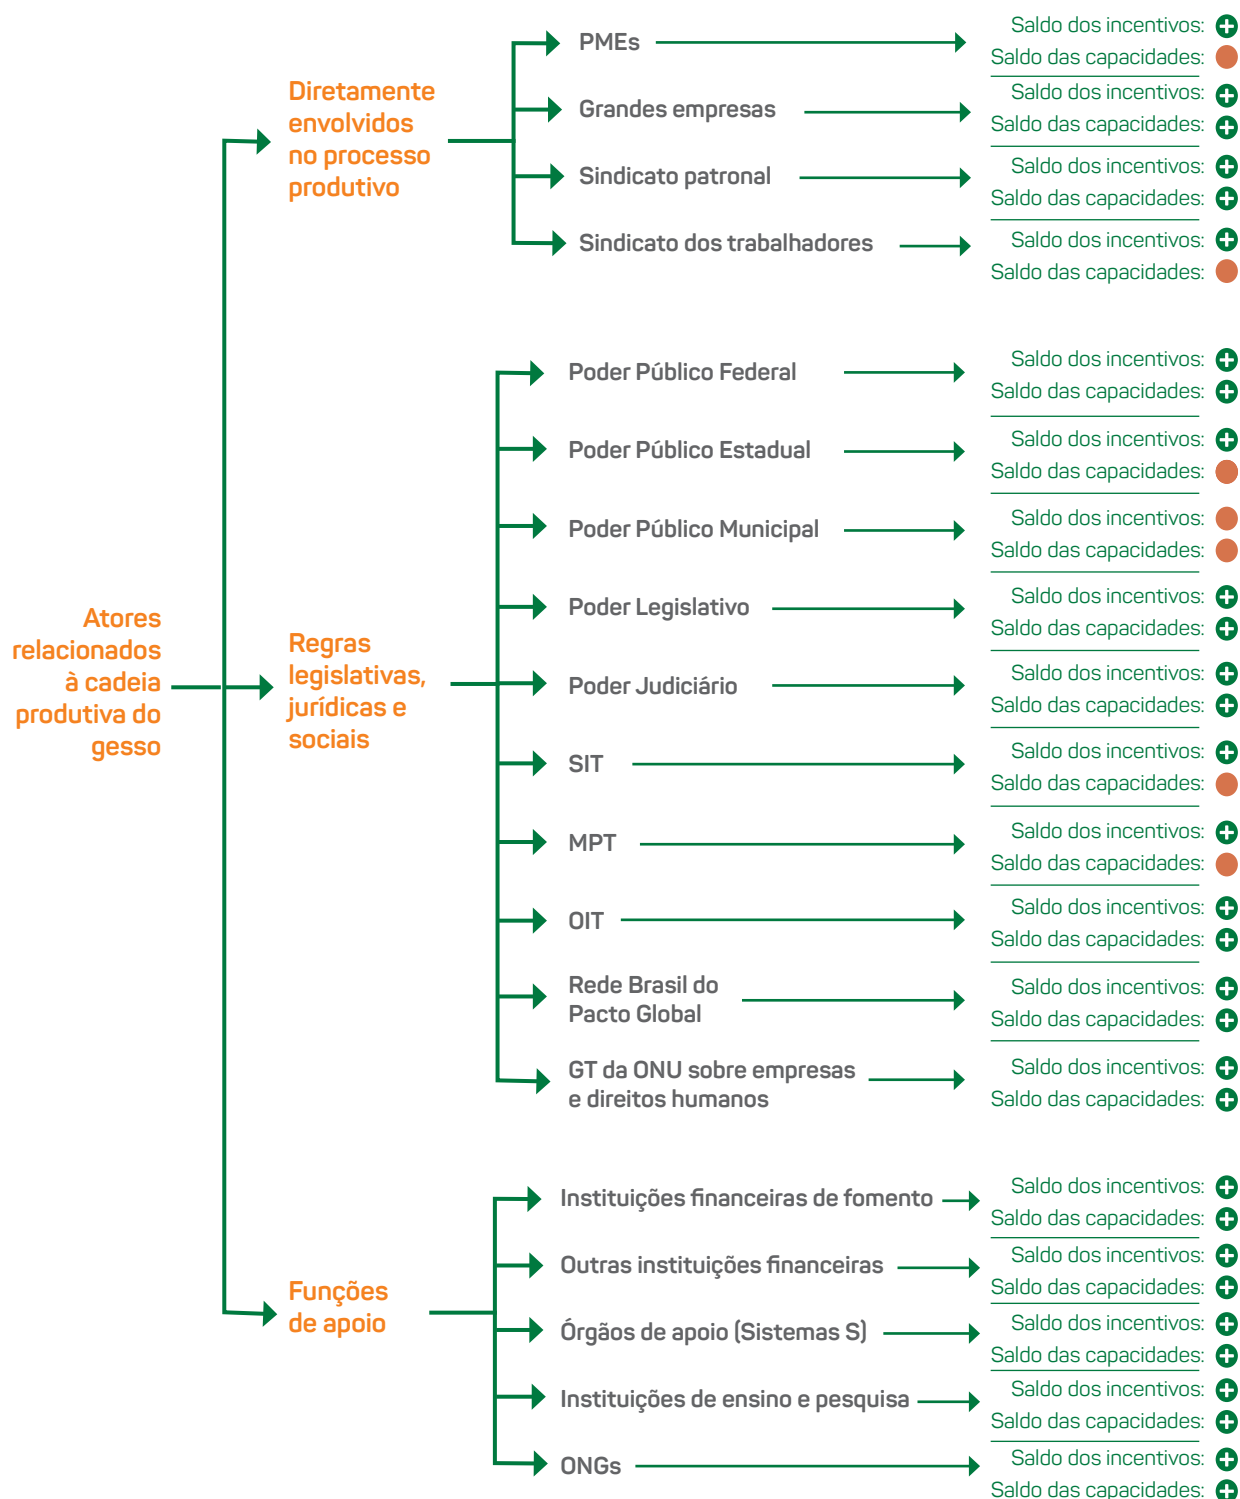 Atores
relacionados
à cadeia
produtiva do
gesso
Diretamente
envolvidos
no processo
produtivo
PMEs
Saldo dos incentivos:
Saldo das capacidades:
Grandes empresas
Saldo dos incentivos:
Saldo das capacidades:
Sindicato patronal
Saldo dos incentivos:
Saldo das capacidades:
Sindicato dos trabalhadores
Saldo dos incentivos:
Saldo das capacidades:
Regras
legislativas,
jurídicas e
sociais
Poder Público Federal
Saldo dos incentivos:
Saldo das capacidades:
Poder Público Estadual
Saldo dos incentivos:
Saldo das capacidades:
Poder Público Municipal
Saldo dos incentivos:
Saldo das capacidades:
Poder Legislativo
Saldo dos incentivos:
Saldo das capacidades:
Poder Judiciário
Saldo dos incentivos:
Saldo das capacidades:
SIT
Saldo dos incentivos:
Saldo das capacidades:
MPT
Saldo dos incentivos:
Saldo das capacidades:
OIT
Saldo dos incentivos:
Saldo das capacidades:
Rede Brasil do
Pacto Global
Saldo dos incentivos:
Saldo das capacidades:
GT da ONU sobre empresas
e direitos humanos
Saldo dos incentivos:
Saldo das capacidades:
Funções
de apoio
Instituições financeiras de fomento
Saldo dos incentivos:
Saldo das capacidades:
Outras instituições financeiras
Saldo dos incentivos:
Saldo das capacidades:
Órgãos de apoio (Sistemas S)
Saldo dos incentivos:
Saldo das capacidades:
Instituições de ensino e pesquisa
Saldo dos incentivos:
Saldo das capacidades:
ONGs
Saldo dos incentivos:
Saldo das capacidades: